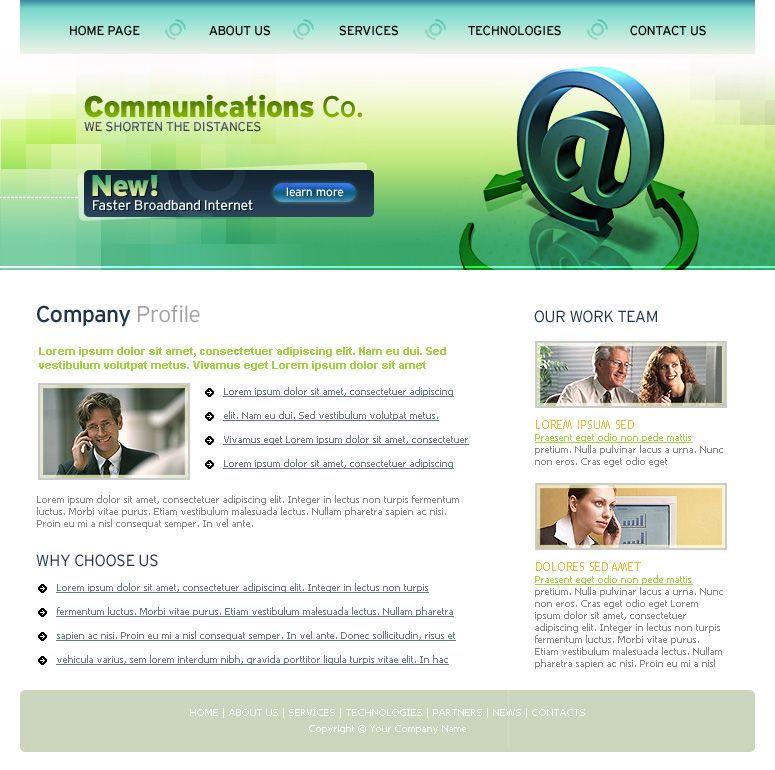 HOME PAGE ABOUT US SERVICES TECHNOLOGIES CONTACT US
Communications Co.
WE SHORTEN THE DISTANCES
@
New!
Faster Broadband Internet
learn more
Company Profile
Lorem ipsum dolor sit amet, consectetuer adipiscing elit. Nam eu dui. Sed
vestibulum volutpat metus. Vivamus eget Lorem ipsum dolor sit amet
Lorem ipsum dolor sit amet, consectetuer adipiscing
elit. Nam eu dui. Sed vestibulum volutpat metus.
Vivamus eget Lorem ipsum dolor sit amet, consectetuer
Lorem ipsum dolor sit amet, consectetuer adipiscing
Lorem ipsum dolor sit amet, consectetuer adipiscing elit. Integer in lectus non turpis fermentum
luctus. Morbi vitae purus. Etiam vestibulum malesuada lectus. Nullam pharetra sapien ac nisi.
Proin eu mi a nisl consequat semper. In vel ante.
WHY CHOOSE US
Lorem ipsum dolor sit amet, consectetuer adipiscing elit. Integer in lectus non turpis
fermentum luctus. Morbi vitae purus. Etiam vestibulum malesuada lectus. Nullam pharetra
sapien ac nisi. Proin eu mi a nisl consequat semper. In vel ante. Donec sollicitudin, risus et
vehicula varius, sem lorem interdum nibh, gravida porttitor ligula turpis vitae elit. In hac
OUR WORK TEAM
LOREM IPSUM SED
Praesent eget odio non pede mattis
pretium. Nulla pulvinar lacus a urna. Nunc
non eros. Cras eget odio eget
DOLORES SED AMET
Praesent eget odio non pede mattis
pretium. Nulla pulvinar lacus a urna. Nunc
non eros. Cras eget odio eget Lorem
ipsum dolor sit amet, consectetuer
adipiscing elit. Integer in lectus non turpis
fermentum luctus. Morbi vitae purus.
Etiam vestibulum malesuada lectus. Nullam
pharetra sapien ac nisi. Proin eu mi a nisl
HOME | ABOUT US | SERVICES | TECHNOLOGIES | PARTNERS | NEWS | CONTACTS
Copyright © Your Company Name